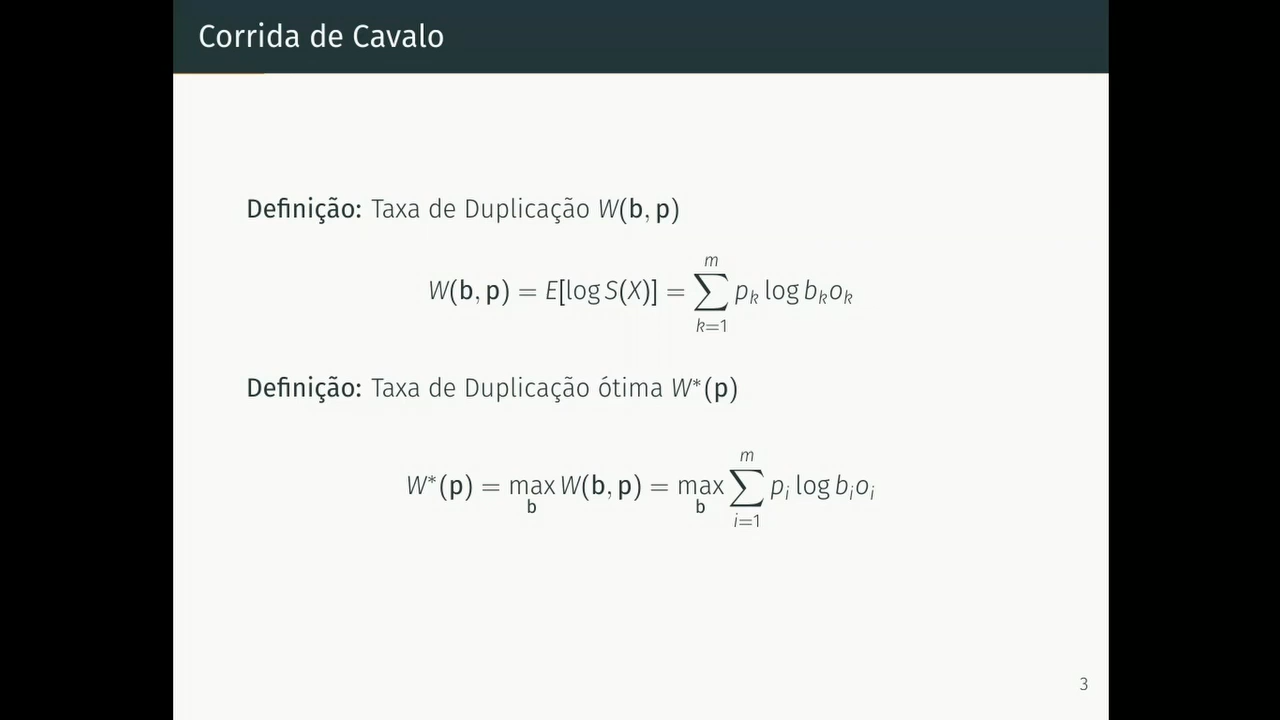 Corrida de Cavalo
Definição: Taxa de Duplicação W(b, p)
W(b, p) = E[log S(X)] = ∑_{k=1}^{m} p_k log b_k o_k
Definição: Taxa de Duplicação ótima W*(p)
W*(p) = max_b W(b, p) = max_b ∑_{i=1}^{m} p_i log b_i o_i
3